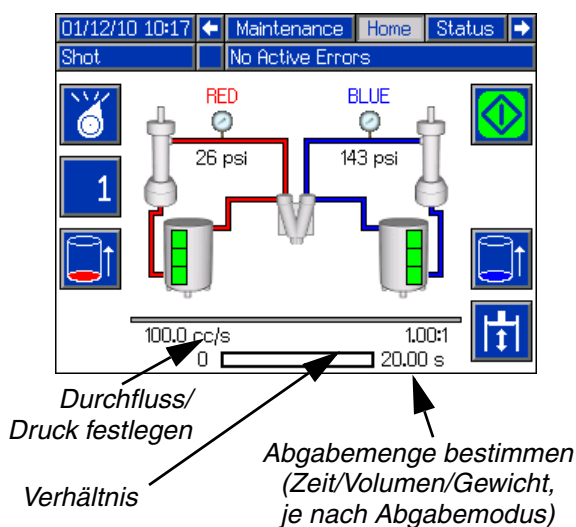 01/12/10 10:17 Maintenance Home Status
Shot No Active Errors
RED BLUE
26 psi 143 psi
1
100.0 cc/s 1.00:1
0 20.00 s
Durchfluss/
Druck festlegen
Verhältnis
Abgabemenge bestimmen
(Zeit/Volumen/Gewicht,
je nach Abgabemodus)